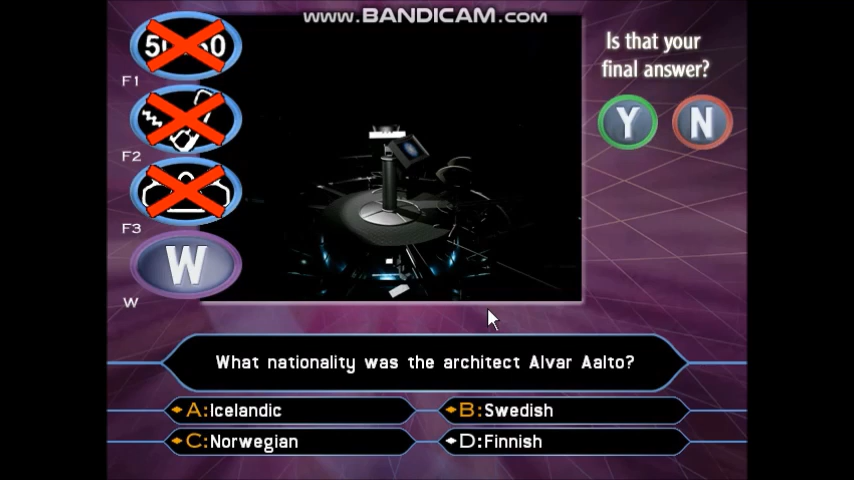 www.BANDICAM.com
Is that your
final answer?
Y N
F1
F2
F3
W
W
What nationality was the architect Alvar Aalto?
A:Icelandic
B:Swedish
C:Norwegian
D:Finnish